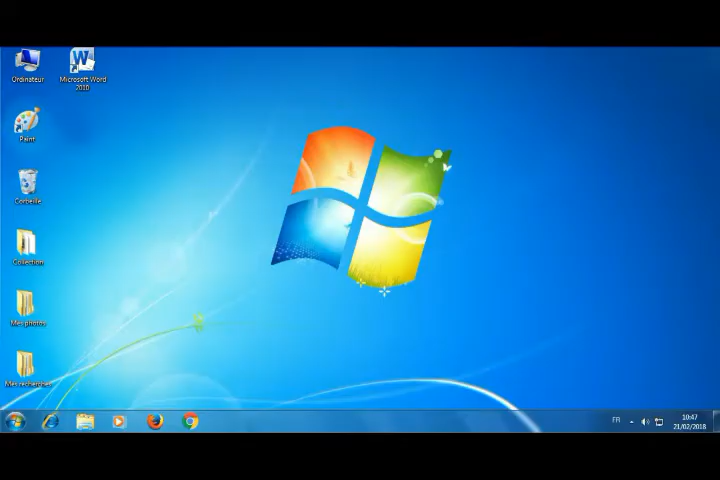 Ordinateur
Microsoft Word
2010
Paint
Corbeille
Collection
Mes photos
Mes recherches
FR
10:47
21/02/2018